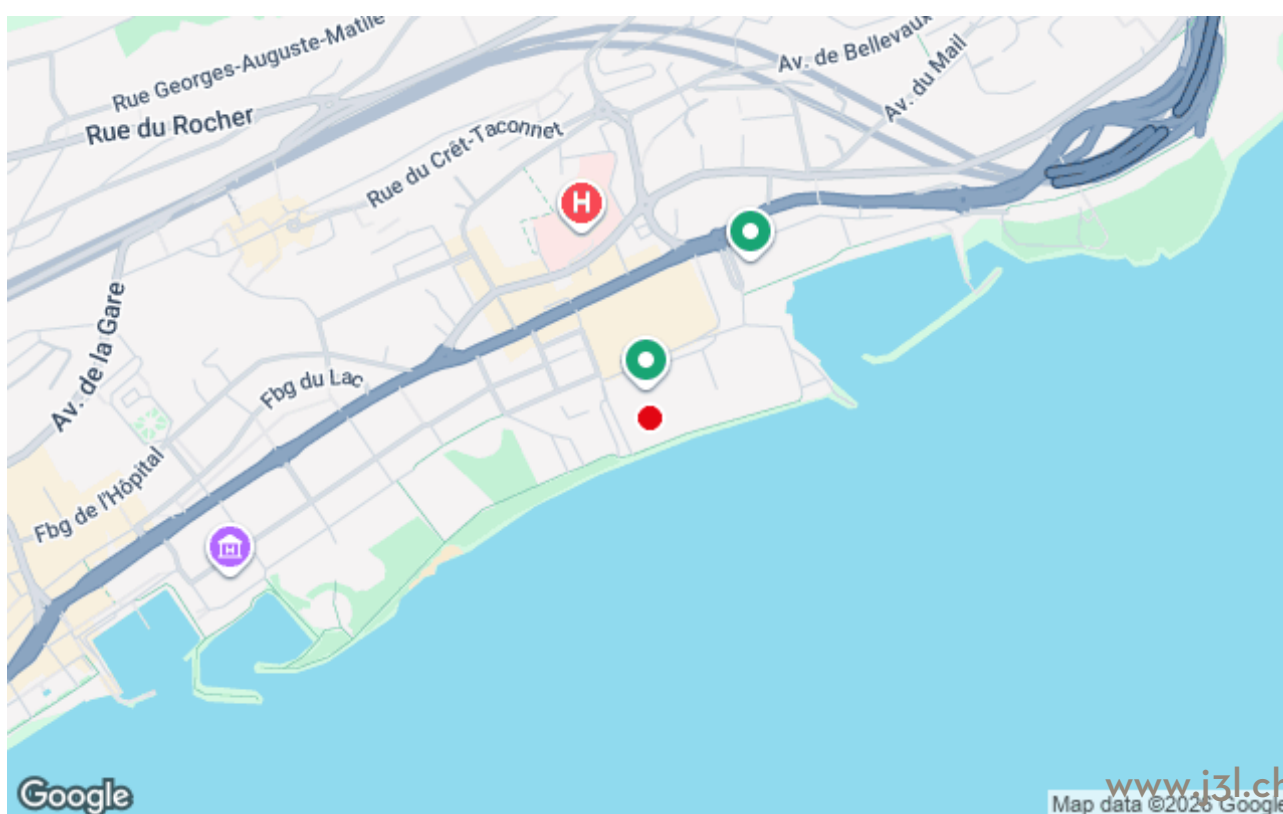 Rue Georges-Auguste-Matile
Av. de Bellevaux
Av. du Mail
Rue du Rocher
Rue du Crêt-Taconnet
H
Av. de la Gare
Fbg du Lac
Fbg de l'Hôpital
Google
www.j3l.ch
Map data ©2026 Google